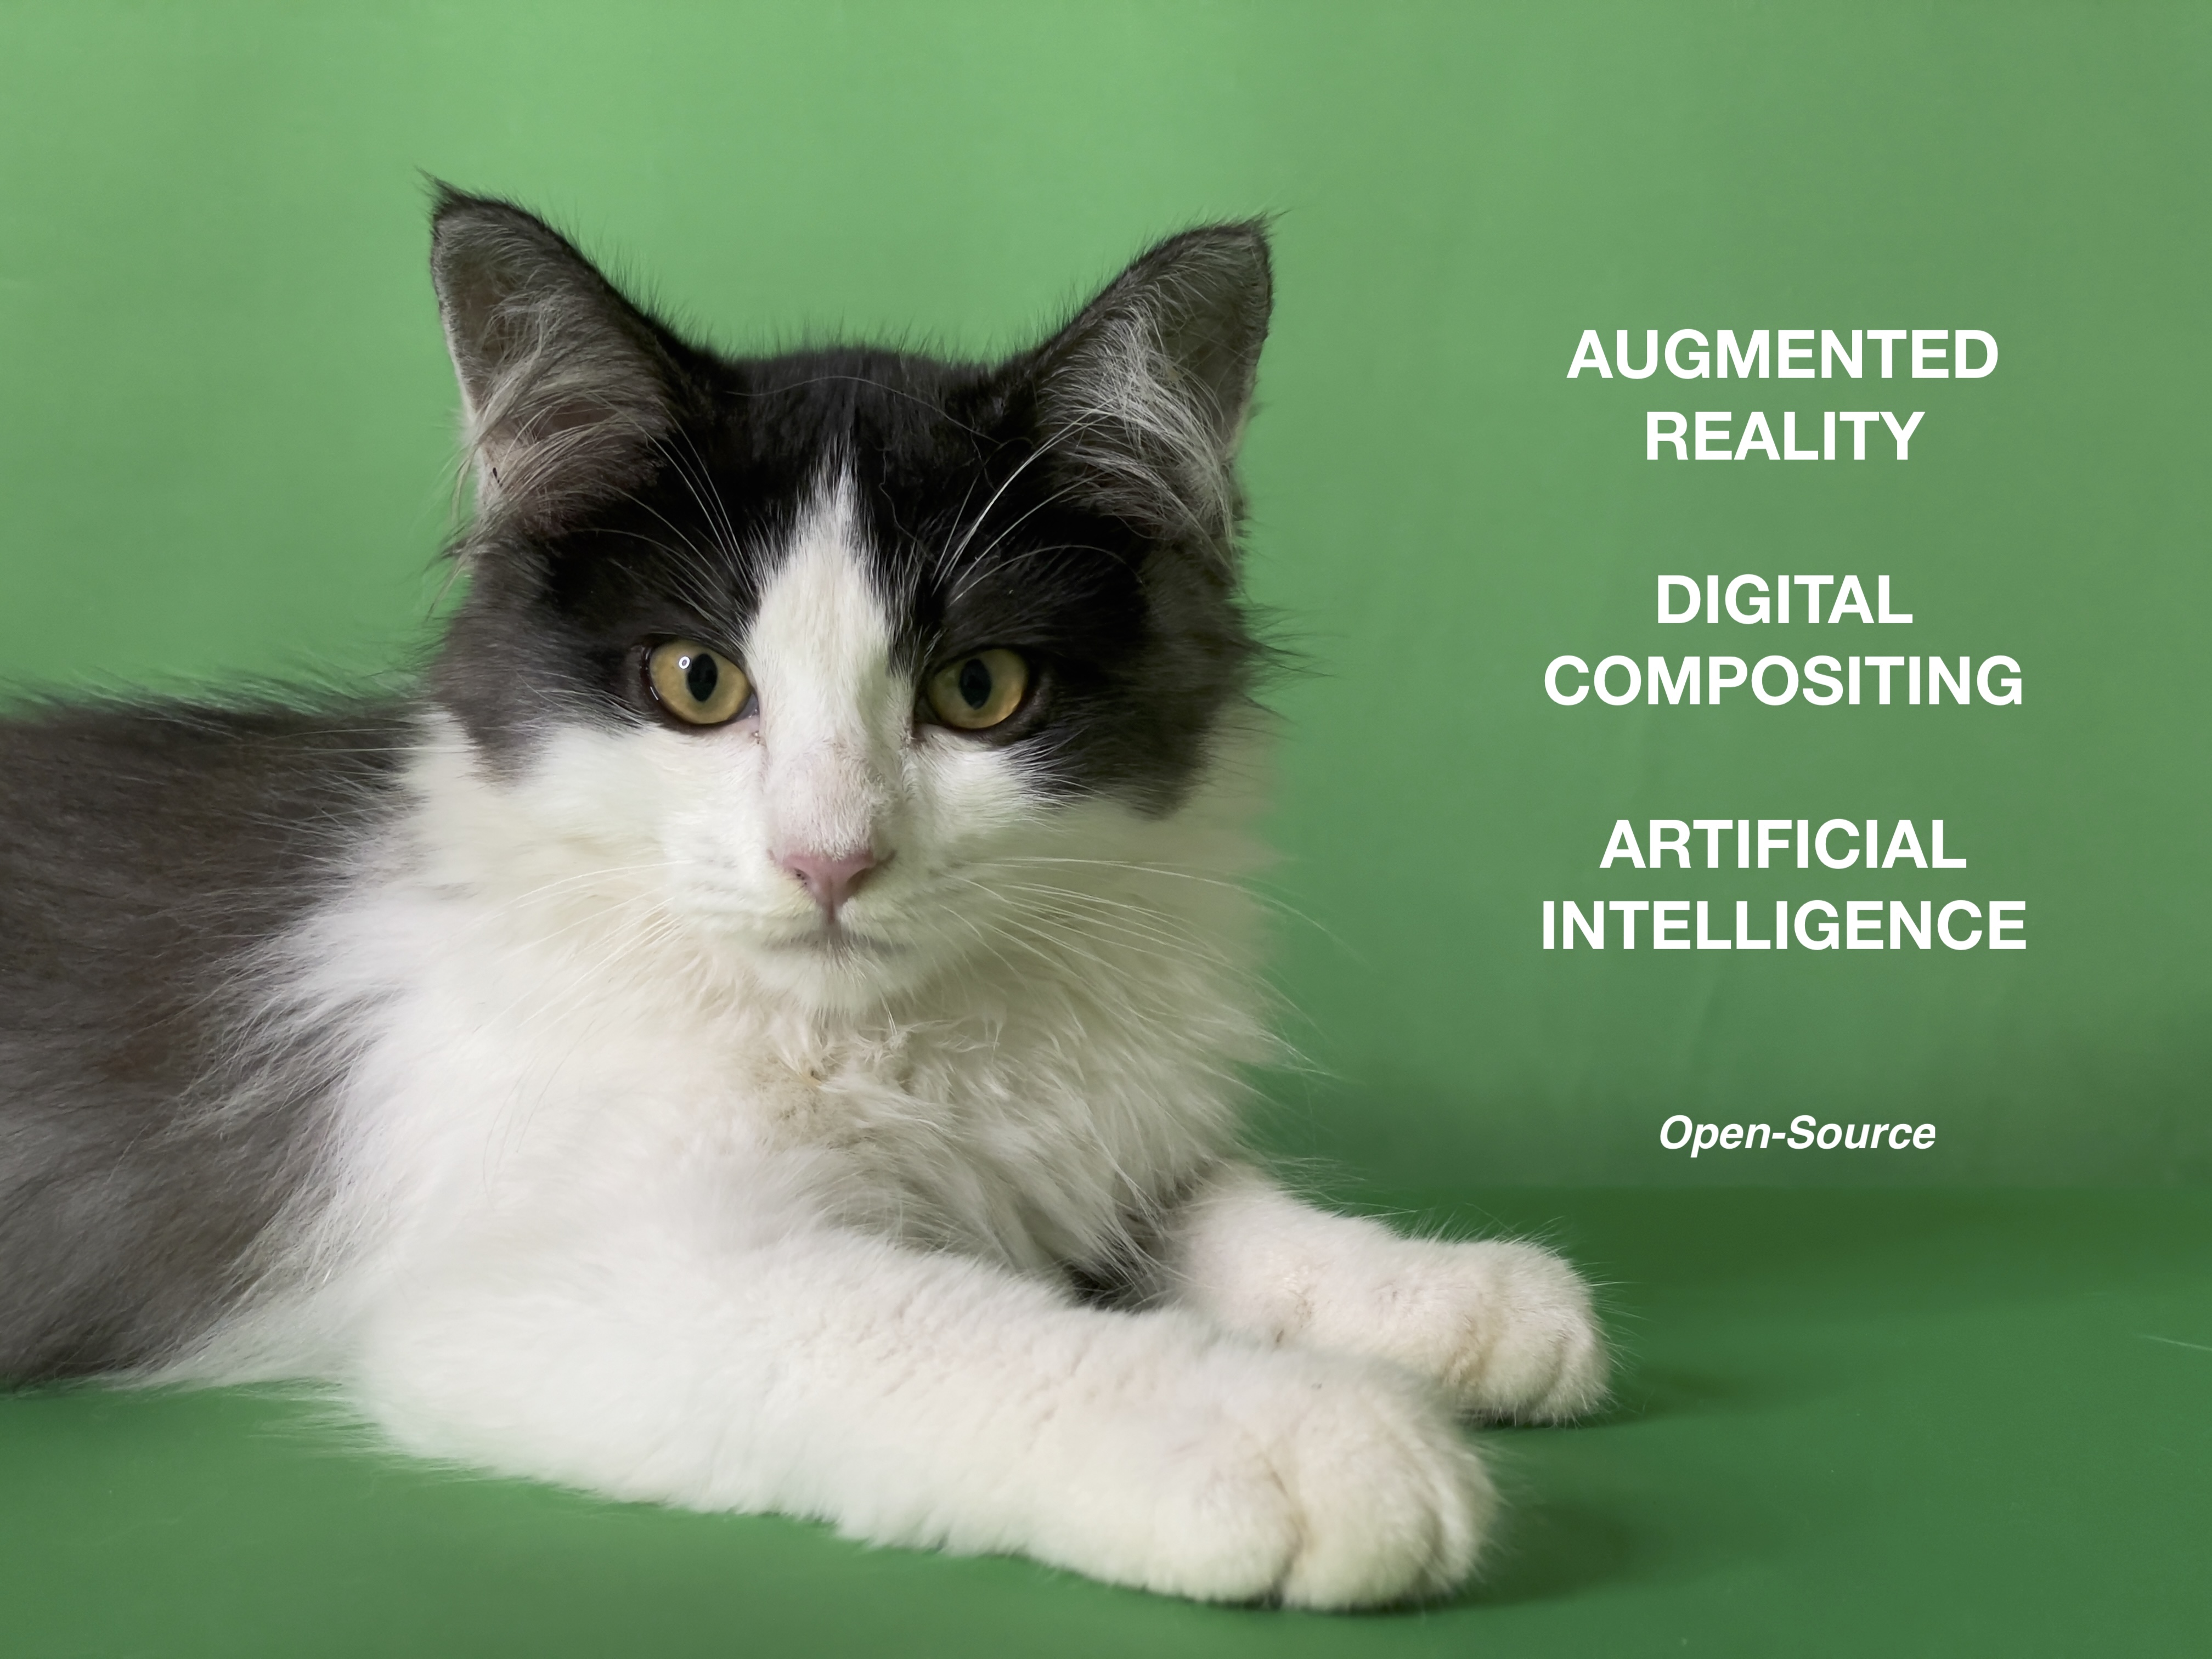 AUGMENTED
REALITY
DIGITAL
COMPOSITING
ARTIFICIAL
INTELLIGENCE
Open-Source